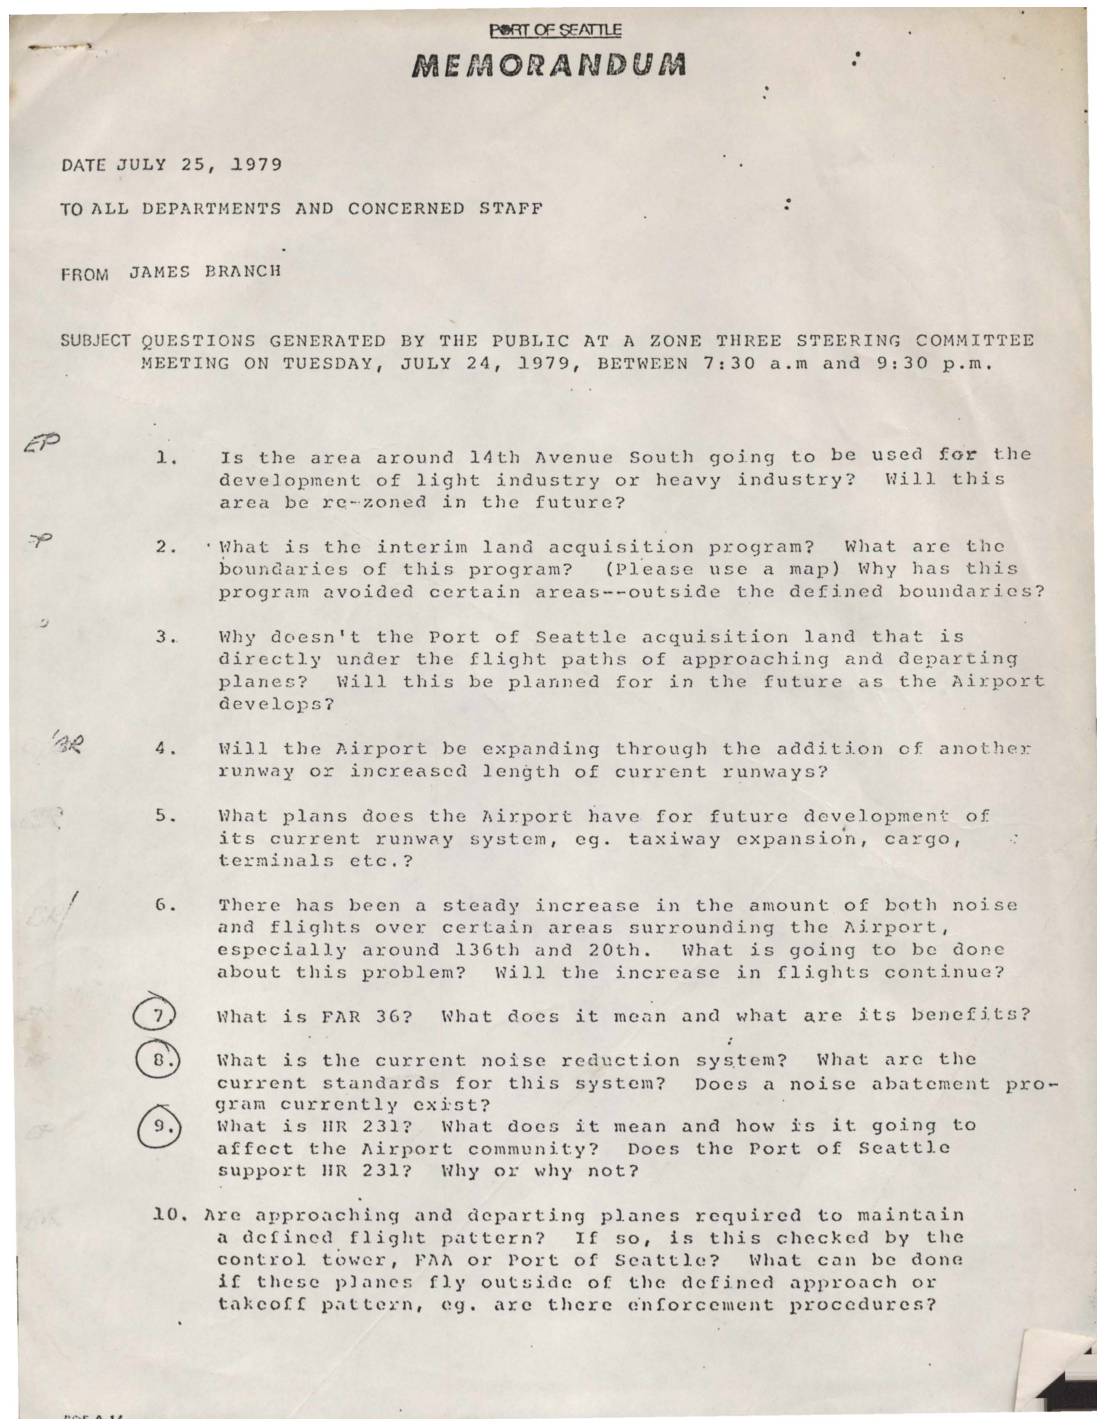 PORT OF SEATTLE
MEMORANDUM
DATE JULY 25, 1979
TO ALL DEPARTMENTS AND CONCERNED STAFF
FROM JAMES BRANCH
SUBJECT QUESTIONS GENERATED BY THE PUBLIC AT A ZONE THREE STEERING COMMITTEE
MEETING ON TUESDAY, JULY 24, 1979, BETWEEN 7:30 a.m and 9:30 p.m.
EP
1. Is the area around 14th Avenue South going to be used for the
development of light industry or heavy industry? Will this
area be re-zoned in the future?
2. What is the interim land acquisition program? What are the
boundaries of this program? (Please use a map) Why has this
program avoided certain areas--outside the defined boundaries?
3. Why doesn't the Port of Seattle acquisition land that is
directly under the flight paths of approaching and departing
planes? Will this be planned for in the future as the Airport
develops?
4. Will the Airport be expanding through the addition of another
runway or increased length of current runways?
5. What plans does the Airport have for future development of
its current runway system, eg. taxiway expansion, cargo,
terminals etc.?
6. There has been a steady increase in the amount of both noise
and flights over certain areas surrounding the Airport,
especially around 136th and 20th. What is going to be done
about this problem? Will the increase in flights continue?
7. What is FAR 36? What does it mean and what are its benefits?
8. What is the current noise reduction system? What are the
current standards for this system? Does a noise abatement pro-
gram currently exist?
9. What is HR 231? What does it mean and how is it going to
affect the Airport community? Does the Port of Seattle
support HR 231? Why or why not?
10. Are approaching and departing planes required to maintain
a defined flight pattern? If so, is this checked by the
control tower, FAA or Port of Seattle? What can be done
if these planes fly outside of the defined approach or
takeoff pattern, eg. are there enforcement procedures?